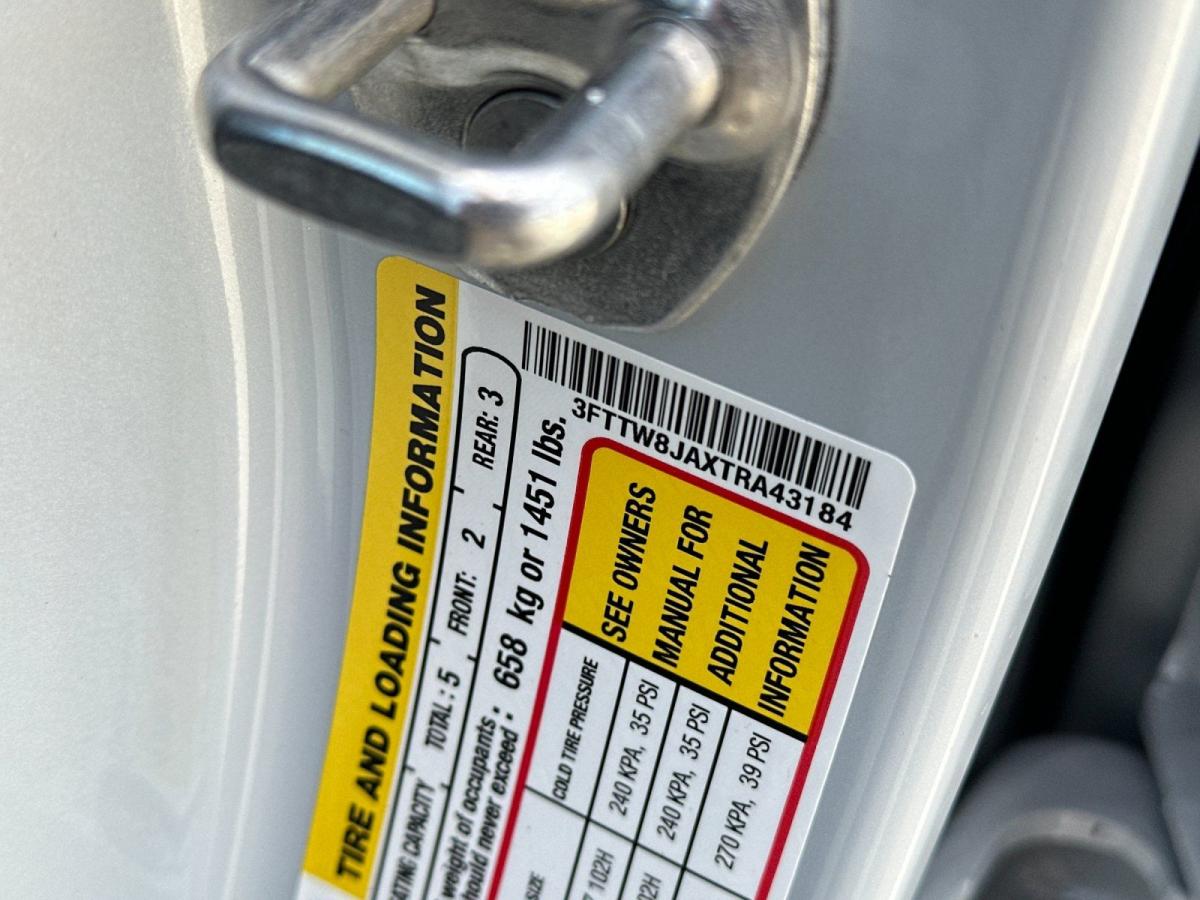 TIRE AND LOADING INFORMATION
TOTAL: 5 FRONT: 2 REAR: 3
weight of occupants
should never exceed: 658 kg or 1451 lbs.
3FTTW8JAXTRA43184
COLD TIRE PRESSURE
240 KPA, 35 PSI
102H 240 KPA, 35 PSI
270 KPA, 39 PSI
SEE OWNERS
MANUAL FOR
ADDITIONAL
INFORMATION